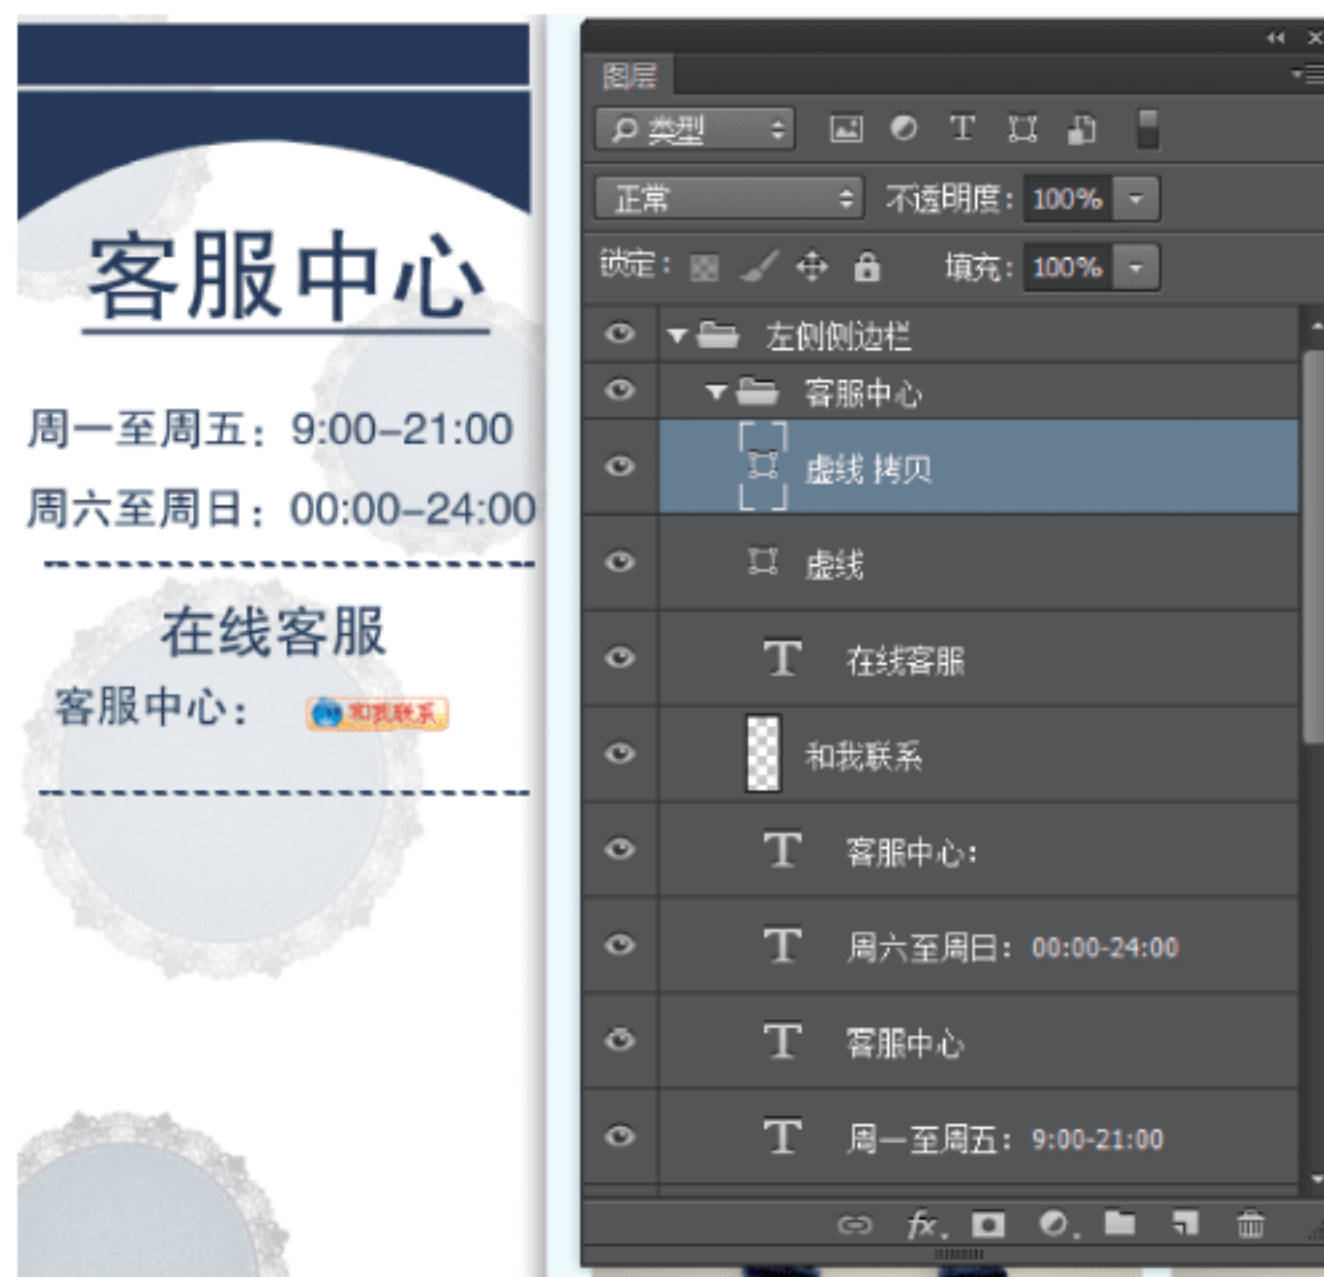 客服中心
周一至周五：9:00-21:00
周六至周日：00:00-24:00
在线客服
客服中心：
和我联系
图层
类型
T
正常
不透明度：100%
锁定：
填充：100%
左侧侧边栏
客服中心
虚线 拷贝
虚线
T 在线客服
和我联系
T 客服中心：
T 周六至周日：00:00-24:00
T 客服中心
T 周一至周五：9:00-21:00
fx.